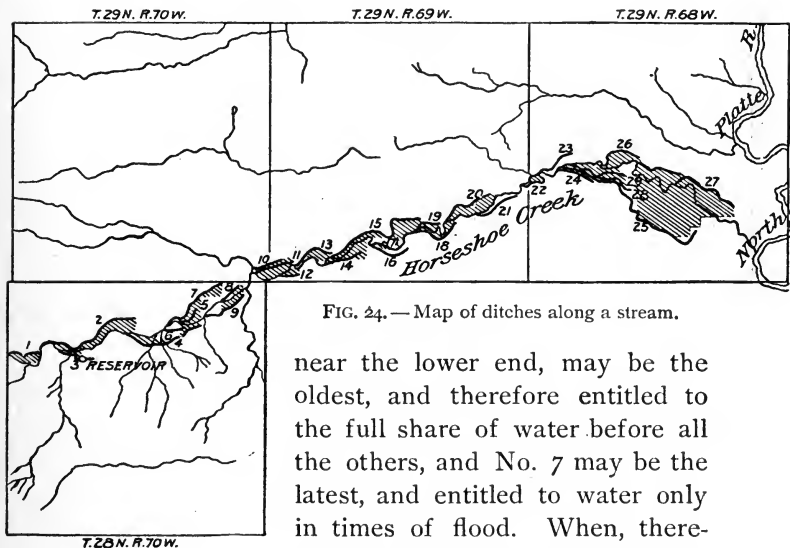 T.29N. R.70W. T.29N. R.69W. T.29N. R.68W.
R.
Platte
North
23
26
22
24
27
20
21
25
19
18
15
16
13
14
10
11
12
Horseshoe Creek
7
8
5
9
6
4
2
1
3
RESERVOIR
T.28N. R.70W.
FIG. 24.—Map of ditches along a stream.
near the lower end, may be the
oldest, and therefore entitled to
the full share of water before all
the others, and No. 7 may be the
latest, and entitled to water only
in times of flood. When, there-